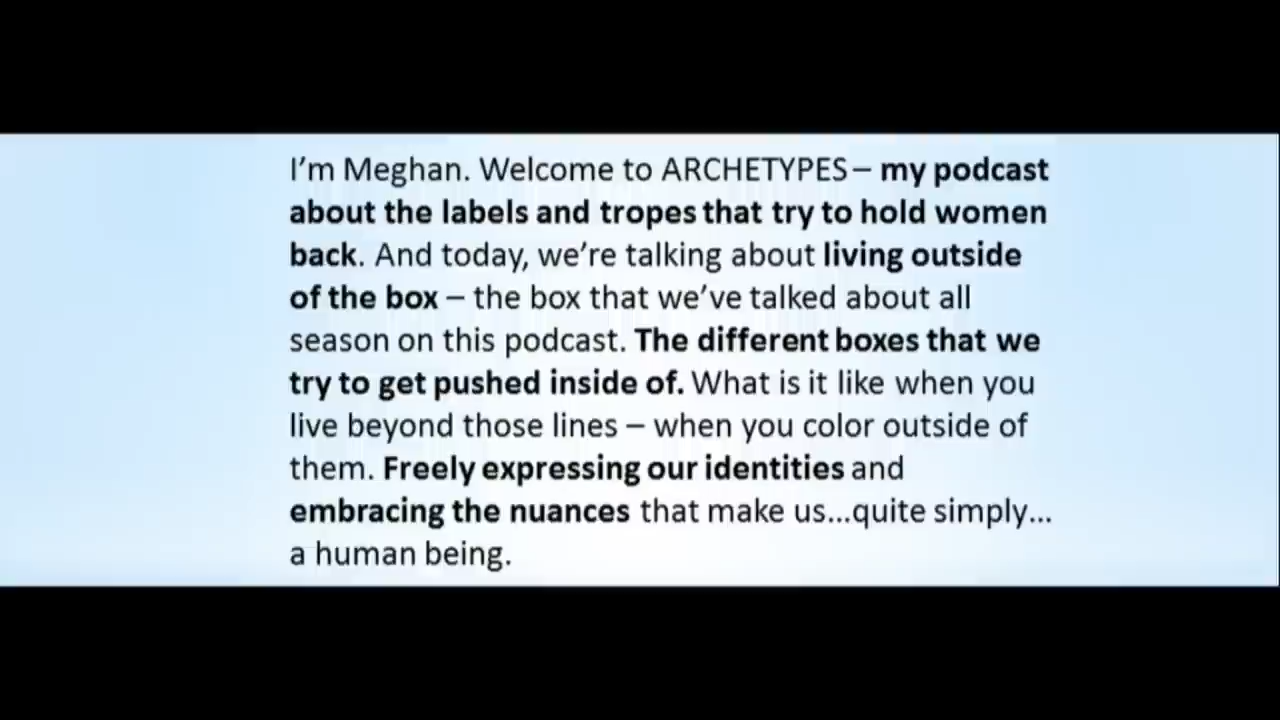 I'm Meghan. Welcome to ARCHETYPES – my podcast
about the labels and tropes that try to hold women
back. And today, we're talking about living outside
of the box – the box that we've talked about all
season on this podcast. The different boxes that we
try to get pushed inside of. What is it like when you
live beyond those lines – when you color outside of
them. Freely expressing our identities and
embracing the nuances that make us...quite simply...
a human being.